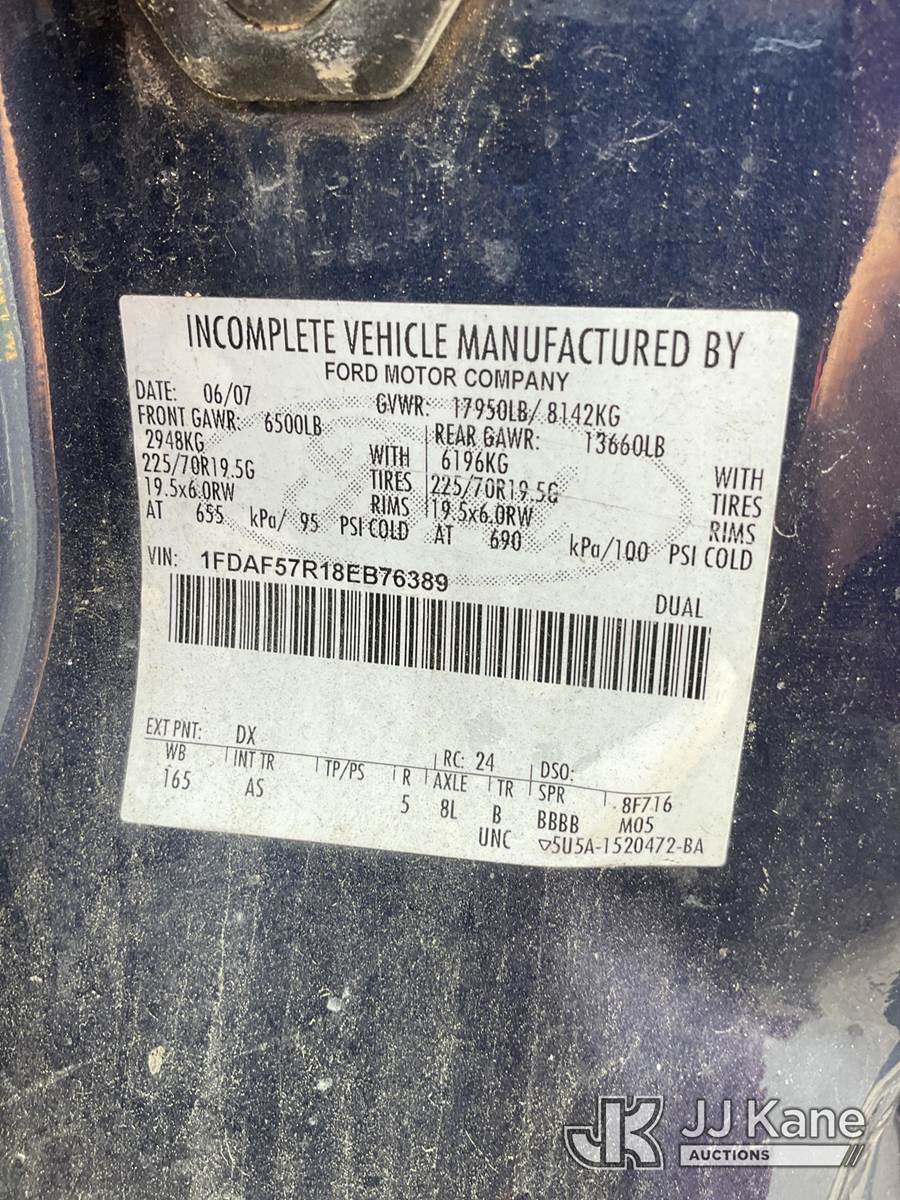 INCOMPLETE VEHICLE MANUFACTURED BY
FORD MOTOR COMPANY
DATE: 06/07 GVWR: 17950LB/ 8142KG
FRONT GAWR: 6500LB REAR GAWR: 13660LB
2948KG WITH 6196KG WITH
225/70R19.5G TIRES 225/70R19.5G TIRES
19.5x6.0RW RIMS 19.5x6.0RW RIMS
AT 655 kPa/ 95 PSI COLD AT 690 kPa/100 PSI COLD
VIN: 1FDAF57R18EB76389
DUAL
EXT PNT: DX RC: 24 DSO:
WB INT TR TP/PS R AXLE TR SPR 8F716
165 AS 5 8L B BBBB M05
UNC 5U5A-1520472-BA
JK JJ Kane
AUCTIONS